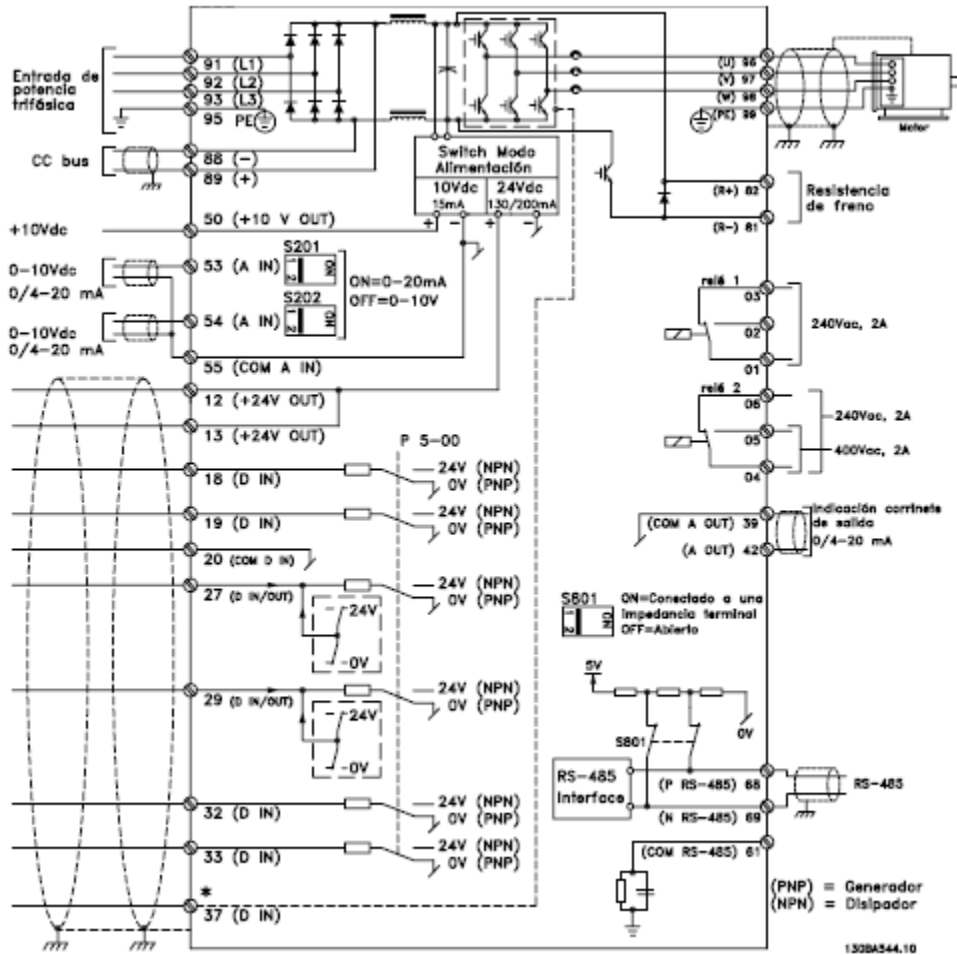 Entrada de
potencia
trifásica
91 (L1)
92 (L2)
93 (L3)
95 PE
CC bus
88 (-)
89 (+)
+10Vdc
50 (+10 V OUT)
0-10Vdc
0/4-20 mA
53 (A IN)
S201
ON
1 2
ON=0-20mA
OFF=0-10V
0-10Vdc
0/4-20 mA
54 (A IN)
S202
ON
1 2
55 (COM A IN)
12 (+24V OUT)
13 (+24V OUT)
P 5-00
18 (D IN)
24V (NPN)
0V (PNP)
19 (D IN)
24V (NPN)
0V (PNP)
20 (COM D IN)
27 (D IN/OUT)
24V (NPN)
0V (PNP)
24V
0V
29 (D IN/OUT)
24V (NPN)
0V (PNP)
24V
0V
32 (D IN)
24V (NPN)
0V (PNP)
33 (D IN)
24V (NPN)
0V (PNP)
*
37 (D IN)
Switch Modo
Alimentación
10Vdc
15mA
24Vdc
130/200mA
+ - + -
(U) 96
(V) 97
(W) 98
(PE) 99
Motor
(R+) 82
(R-) 81
Resistencia
de freno
relé 1
03
02
01
240Vac, 2A
relé 2
06
05
04
240Vac, 2A
400Vac, 2A
(COM A OUT) 39
(A OUT) 42
Indicación corrinete
de salida
0/4-20 mA
S801
ON
1 2
ON=Conectado a una
impedancia terminal
OFF=Abierto
5V
S801
0V
RS-485
Interface
(P RS-485) 68
(N RS-485) 69
RS-485
(COM RS-485) 61
(PNP) = Generador
(NPN) = Disipador
130BA544.10